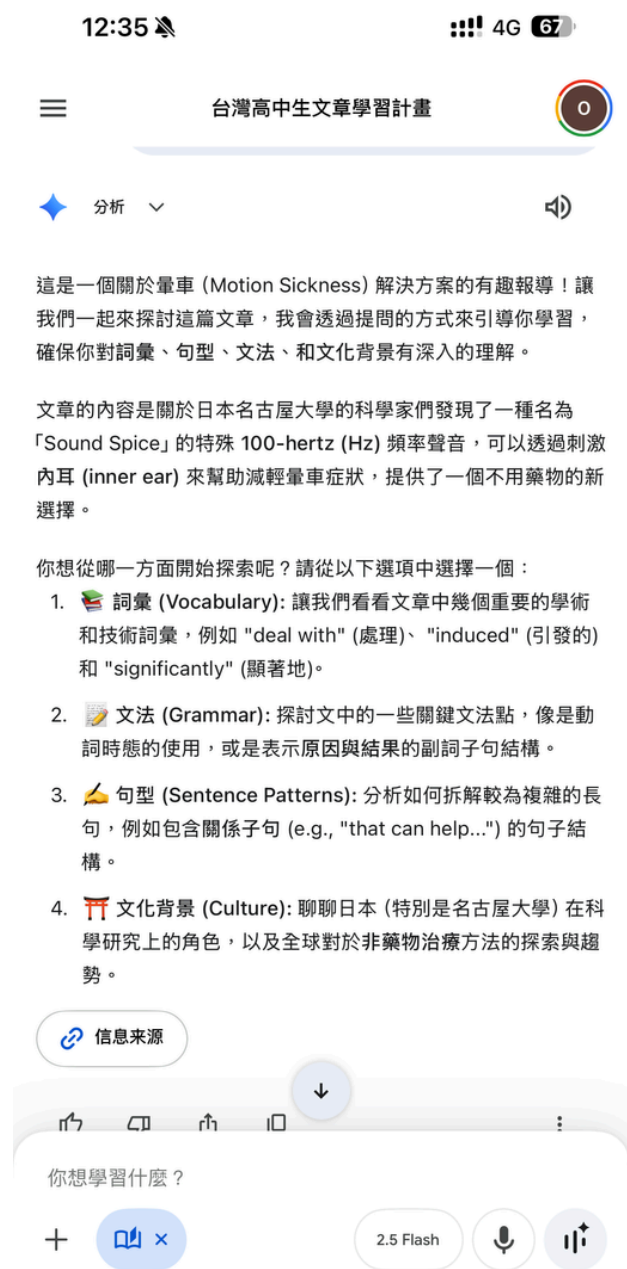 12:35
4G 67
台灣高中生文章學習計畫
O
分析
這是一個關於暈車（Motion Sickness）解決方案的有趣報導！讓
我們一起來探討這篇文章，我會透過提問的方式來引導你學習，
確保你對詞彙、句型、文法、和文化背景有深入的理解。
文章的內容是關於日本名古屋大學的科學家們發現了一種名為
「Sound Spice」的特殊 100-hertz (Hz) 頻率聲音，可以透過刺激
內耳 (inner ear) 來幫助減輕暈車症狀，提供了一個不用藥物的新
選擇。
你想從哪一方面開始探索呢？請從以下選項中選擇一個：
1. 📚 詞彙 (Vocabulary): 讓我們看看文章中幾個重要的學術
和技術詞彙，例如 "deal with" (處理)、 "induced" (引發的)
和 "significantly" (顯著地)。
2. 📝 文法 (Grammar): 探討文中的一些關鍵文法點，像是動
詞時態的使用，或是表示原因與結果的副詞子句結構。
3. ✍️ 句型 (Sentence Patterns): 分析如何拆解較為複雜的長
句，例如包含關係子句 (e.g., "that can help...") 的句子結
構。
4. ⛩️ 文化背景 (Culture): 聊聊日本（特別是名古屋大學）在科
學研究上的角色，以及全球對於非藥物治療方法的探索與趨
勢。
信息来源
你想學習什麼？
2.5 Flash